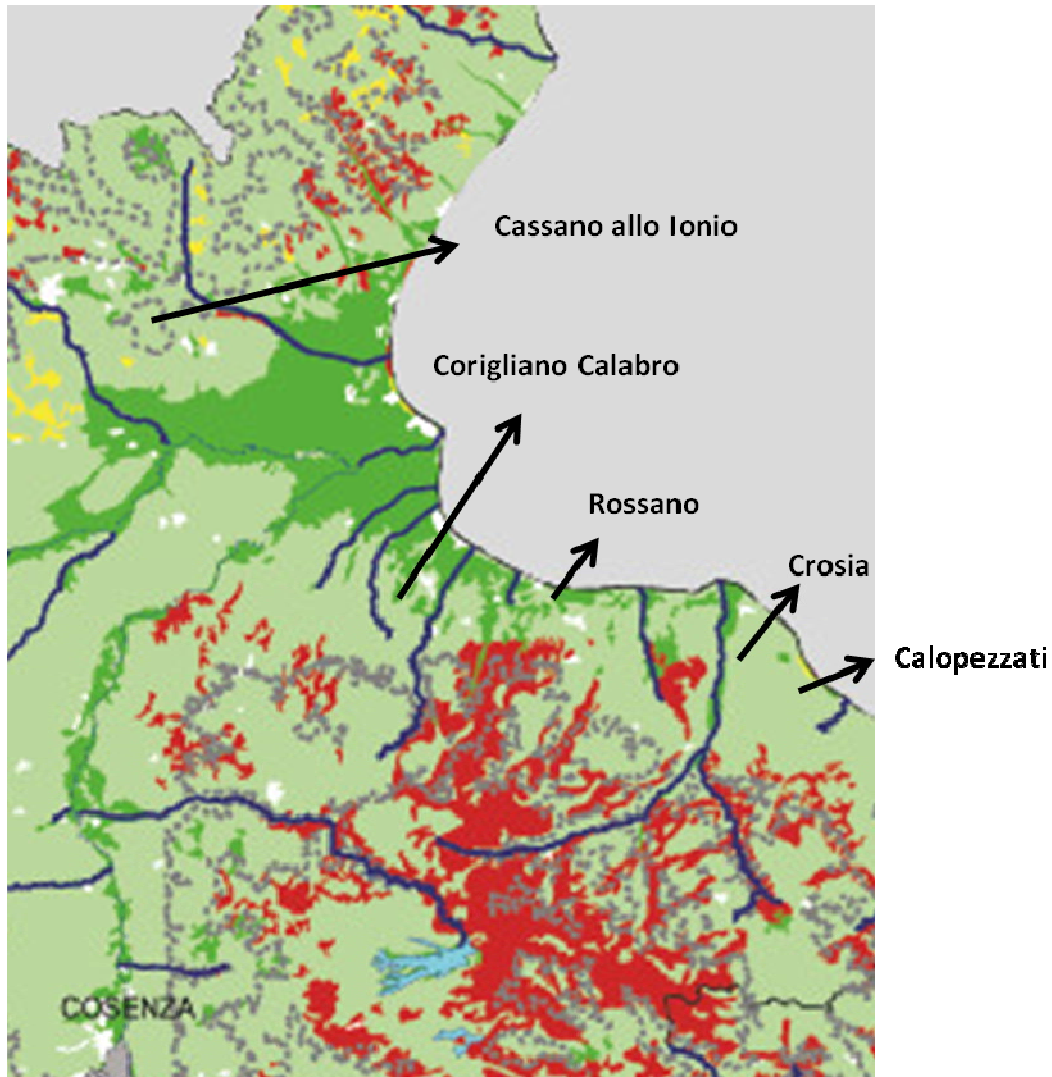 Cassano allo Ionio
Corigliano Calabro
Rossano
Crosia
Calopezzati
COSENZA